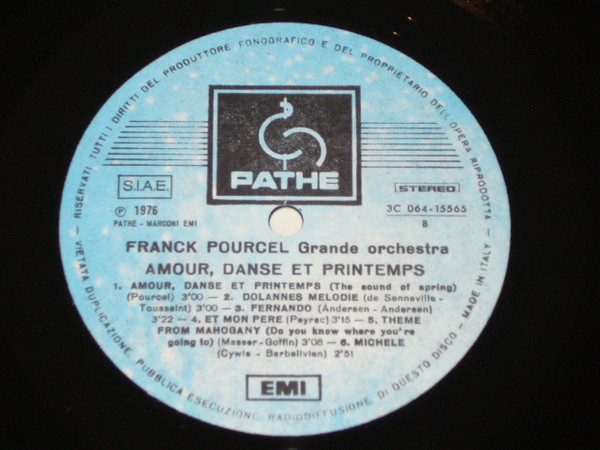 RISERVATI TUTTI I DIRITTI DEL PRODUTTORE FONOGRAFICO E DEL PROPRIETARIO DELL'OPERA RIPRODOTTA - MADE IN ITALY -
VIETATA DUPLICAZIONE, PUBBLICA ESECUZIONE, RADIODIFFUSIONE DI QUESTO DISCO -
PATHE
S.I.A.E.
STEREO
℗ 1976
3C 064-15565
PATHE - MARCONI EMI
B
FRANCK POURCEL Grande orchestra
AMOUR, DANSE ET PRINTEMPS
1. AMOUR, DANSE ET PRINTEMPS (The sound of spring)
(Pourcel) 3'00 — 2. DOLANNES MELODIE (de Senneville -
Toussaint) 3'00 — 3. FERNANDO (Andersen - Andersen)
3'22 — 4. ET MON PERE (Peyrac) 3'15 — 5. THEME
FROM MAHOGANY (Do you know where you're
going to) (Masser-Goffin) 3'08 — 6. MICHELE
(Cywie - Barbelivien) 2'51
EMI